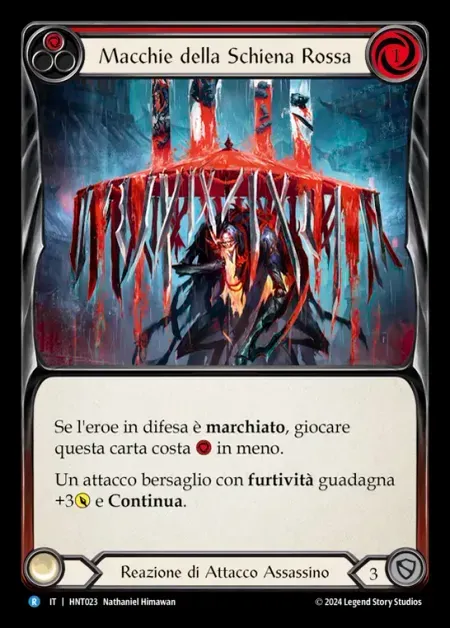 Macchie della Schiena Rossa
1
Se l'eroe in difesa è marchiato, giocare
questa carta costa in meno.
Un attacco bersaglio con furtività guadagna
+3 e Continua.
Reazione di Attacco Assassino
3
R IT | HNT023 Nathaniel Himawan
© 2024 Legend Story Studios